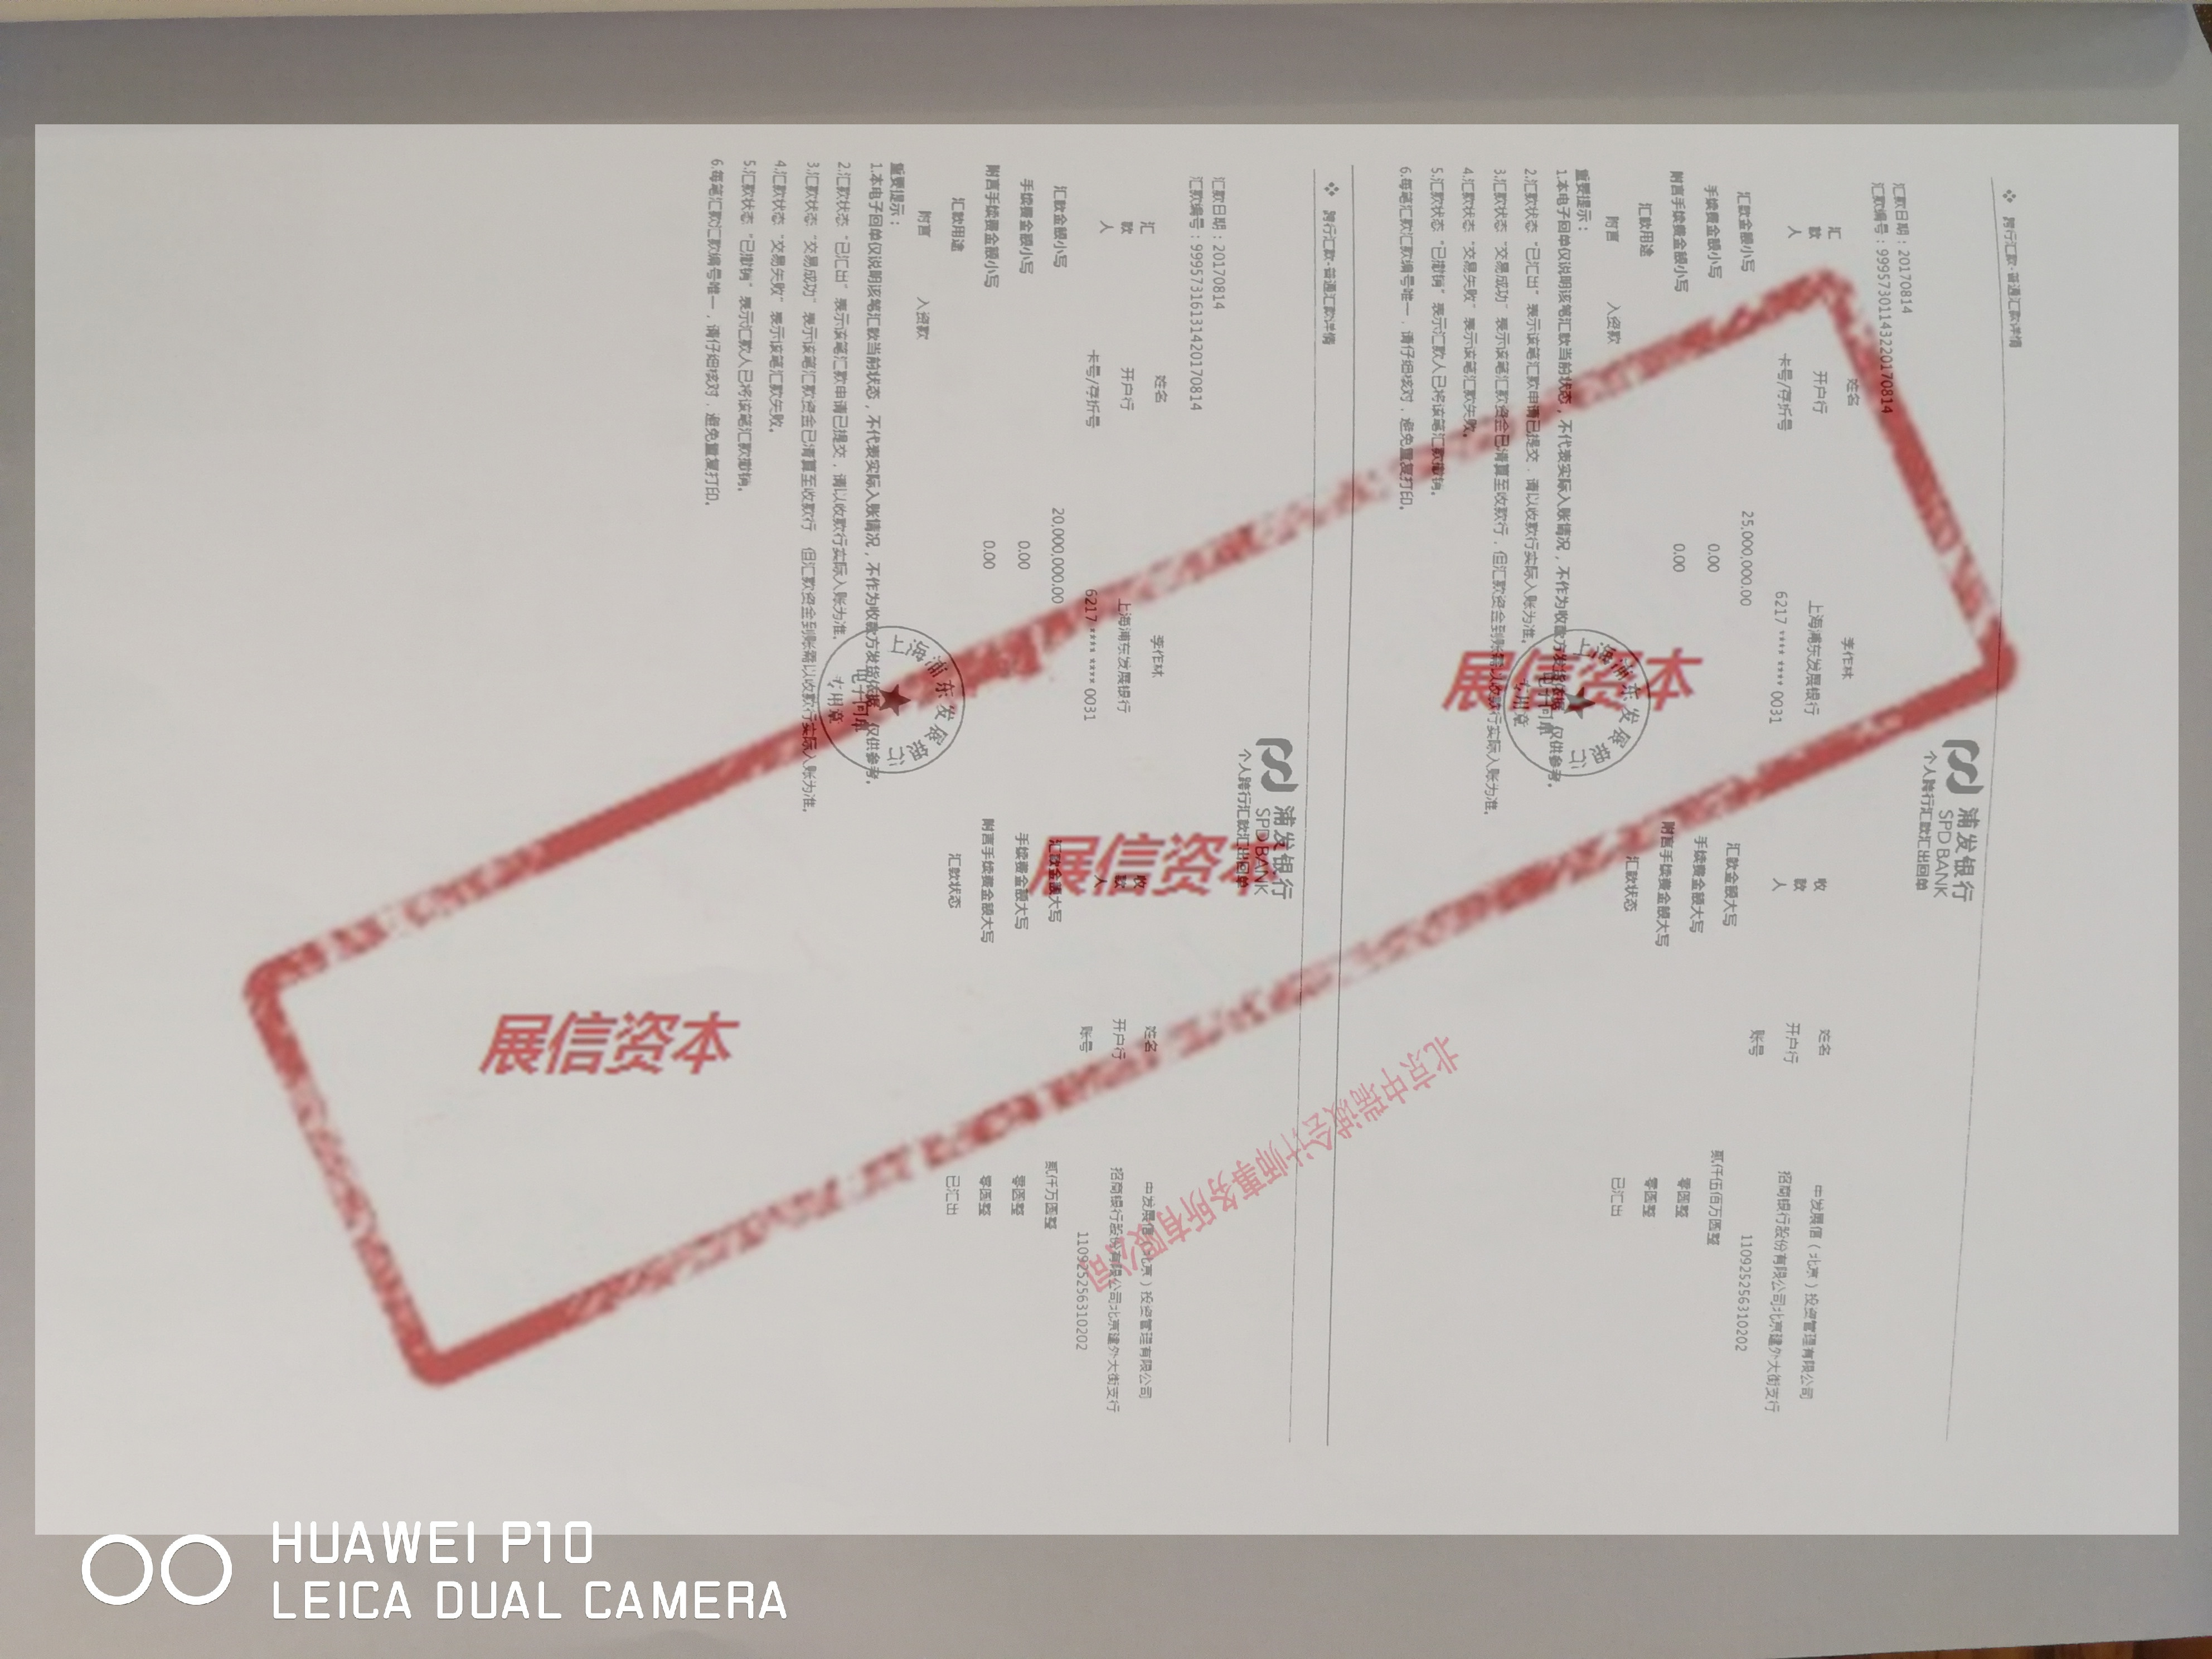 跨行汇款-普通汇款详情
浦发银行
SPD BANK
个人跨行汇款汇出回单
汇款日期：20170814
汇款编号：99957301143220170814
汇款人 姓名 李作林 收款人 姓名 中发展信（北京）投资管理有限公司
开户行 上海浦东发展银行 开户行 招商银行股份有限公司北京建外大街支行
卡号/存折号 6217 **** **** 0031 账号 110925256310202
汇款金额小写 25,000,000.00 汇款金额大写 贰仟伍佰万圆整
手续费金额小写 0.00 手续费金额大写 零圆整
附言手续费金额小写 0.00 附言手续费金额大写 零圆整
汇款用途 汇款状态 已汇出
附言 入资款
重要提示：
1.本电子回单仅说明该笔汇款当前状态，不代表实际入账情况，不作为收款方发货依据，仅供参考。
2.汇款状态“已汇出”表示该笔汇款申请已提交，请以收款行实际入账为准。
3.汇款状态“交易成功”表示该笔汇款资金已清算至收款行，但汇款资金到账需以收款行实际入账为准。
4.汇款状态“交易失败”表示该笔汇款失败。
5.汇款状态“已撤销”表示汇款人已将该笔汇款撤销。
6.每笔汇款汇款编号唯一，请仔细核对，避免重复打印。
上海浦东发展银行
电子回单
专用章
展信资本
北京中瑞诚会计师事务所有限公司
跨行汇款-普通汇款详情
浦发银行
SPD BANK
个人跨行汇款汇出回单
汇款日期：20170814
汇款编号：99957316131420170814
汇款人 姓名 李作林 收款人 姓名 中发展信（北京）投资管理有限公司
开户行 上海浦东发展银行 开户行 招商银行股份有限公司北京建外大街支行
卡号/存折号 6217 **** **** 0031 账号 110925256310202
汇款金额小写 20,000,000.00 汇款金额大写 贰仟万圆整
手续费金额小写 0.00 手续费金额大写 零圆整
附言手续费金额小写 0.00 附言手续费金额大写 零圆整
汇款用途 汇款状态 已汇出
附言 入资款
重要提示：
1.本电子回单仅说明该笔汇款当前状态，不代表实际入账情况，不作为收款方发货依据，仅供参考。
2.汇款状态“已汇出”表示该笔汇款申请已提交，请以收款行实际入账为准。
3.汇款状态“交易成功”表示该笔汇款资金已清算至收款行 但汇款资金到账需以收款行实际入账为准。
4.汇款状态“交易失败”表示该笔汇款失败。
5.汇款状态“已撤销”表示汇款人已将该笔汇款撤销。
6.每笔汇款汇款编号唯一，请仔细核对，避免重复打印。
上海浦东发展银行
电子回单
专用章
展信资本
展信资本
HUAWEI P10
LEICA DUAL CAMERA